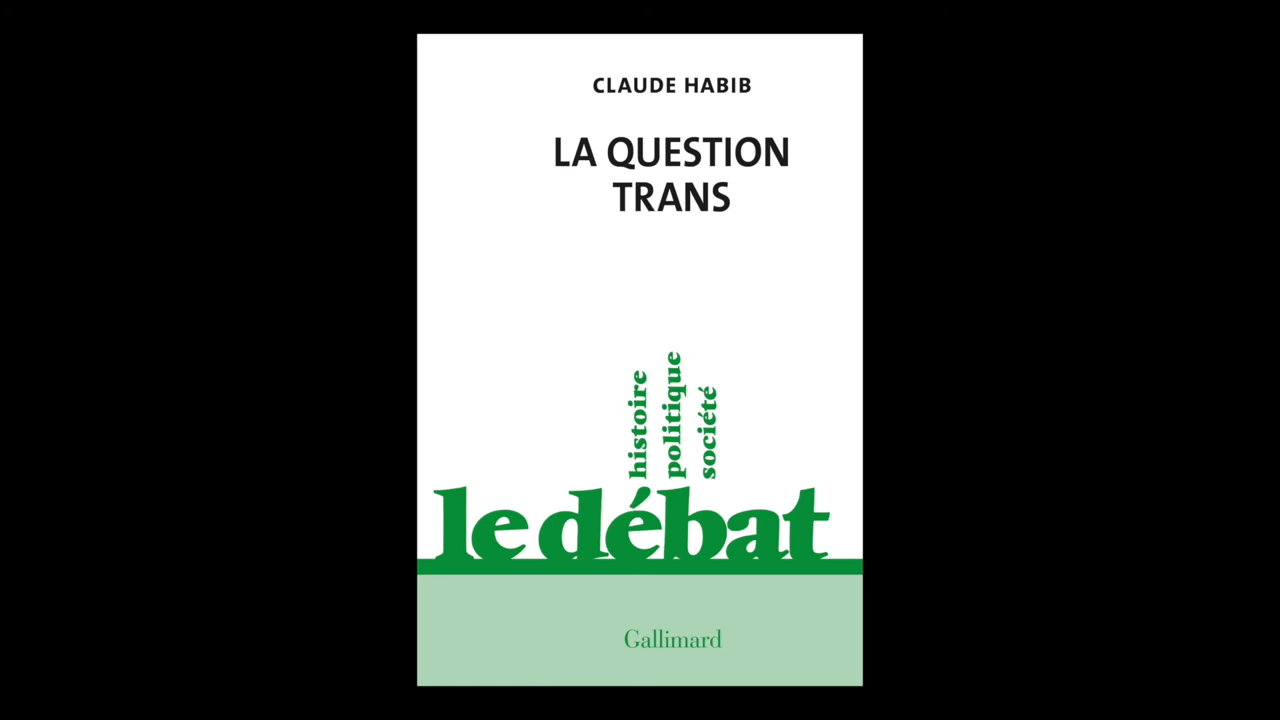 CLAUDE HABIB
LA QUESTION
TRANS
histoire
politique
société
le débat
Gallimard